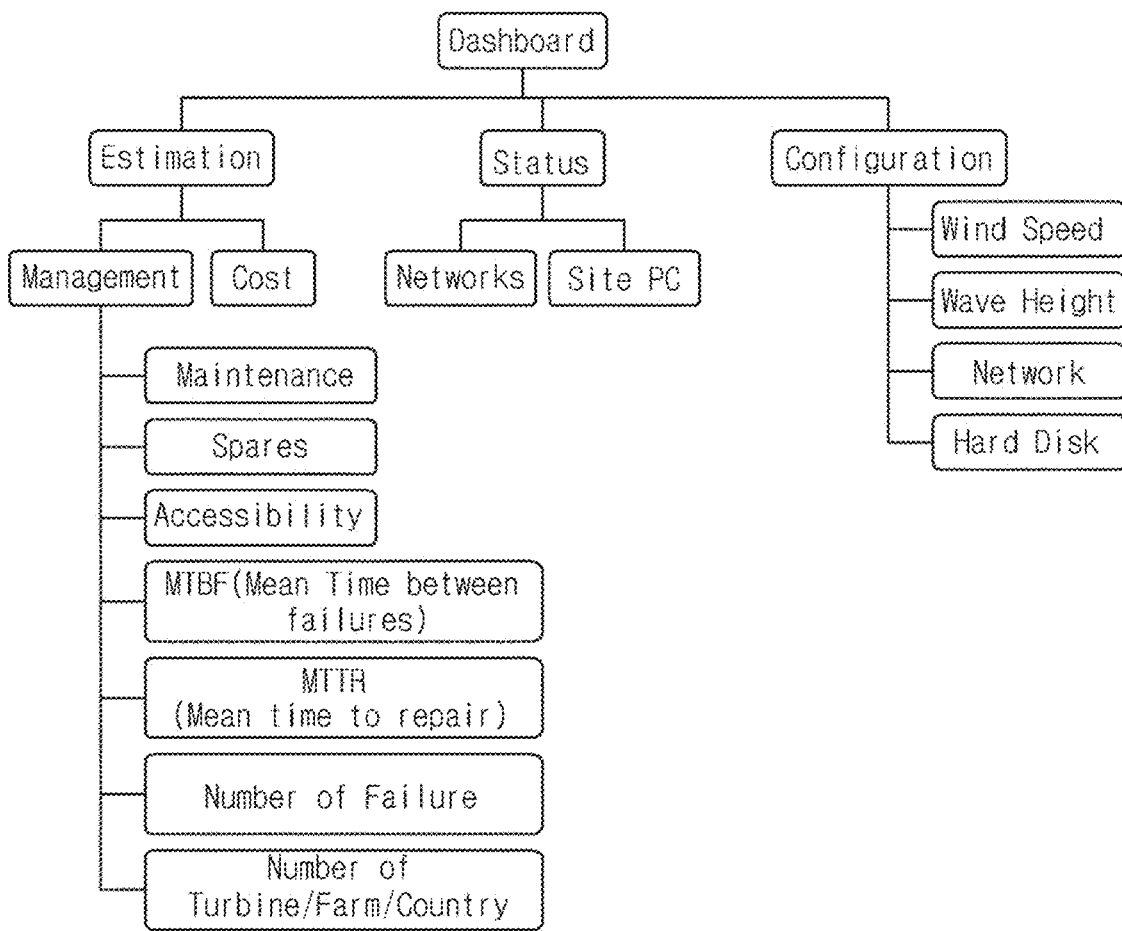 Dashboard
Estimation
Status
Configuration
Management
Cost
Networks
Site PC
Wind Speed
Wave Height
Network
Hard Disk
Maintenance
Spares
Accessibility
MTBF(Mean Time between
failures)
MTTR
(Mean time to repair)
Number of Failure
Number of
Turbine/Farm/Country